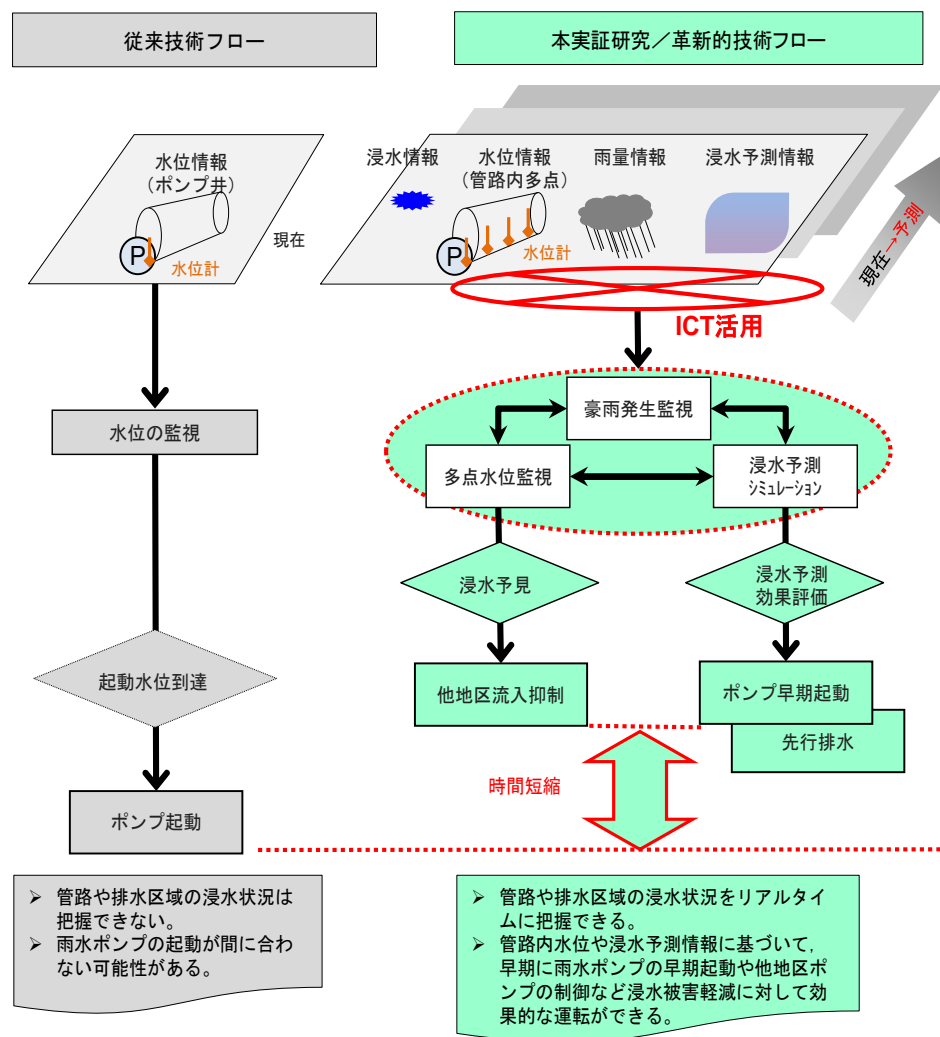 従来技術フロー
本実証研究／革新的技術フロー
水位情報
（ポンプ井）
P
水位計
現在
浸水情報
水位情報
（管路内多点）
雨量情報
浸水予測情報
P
水位計
現在→予測
ICT活用
水位の監視
豪雨発生監視
多点水位監視
浸水予測
ｼﾐｭﾚｰｼｮﾝ
浸水予見
浸水予測
効果評価
起動水位到達
他地区流入抑制
ポンプ早期起動
先行排水
時間短縮
ポンプ起動
➢ 管路や排水区域の浸水状況は
把握できない。
➢ 雨水ポンプの起動が間に合わ
ない可能性がある。
➢ 管路や排水区域の浸水状況をリアルタイ
ムに把握できる。
➢ 管路内水位や浸水予測情報に基づいて,
早期に雨水ポンプの早期起動や他地区ポ
ンプの制御など浸水被害軽減に対して効
果的な運転ができる。